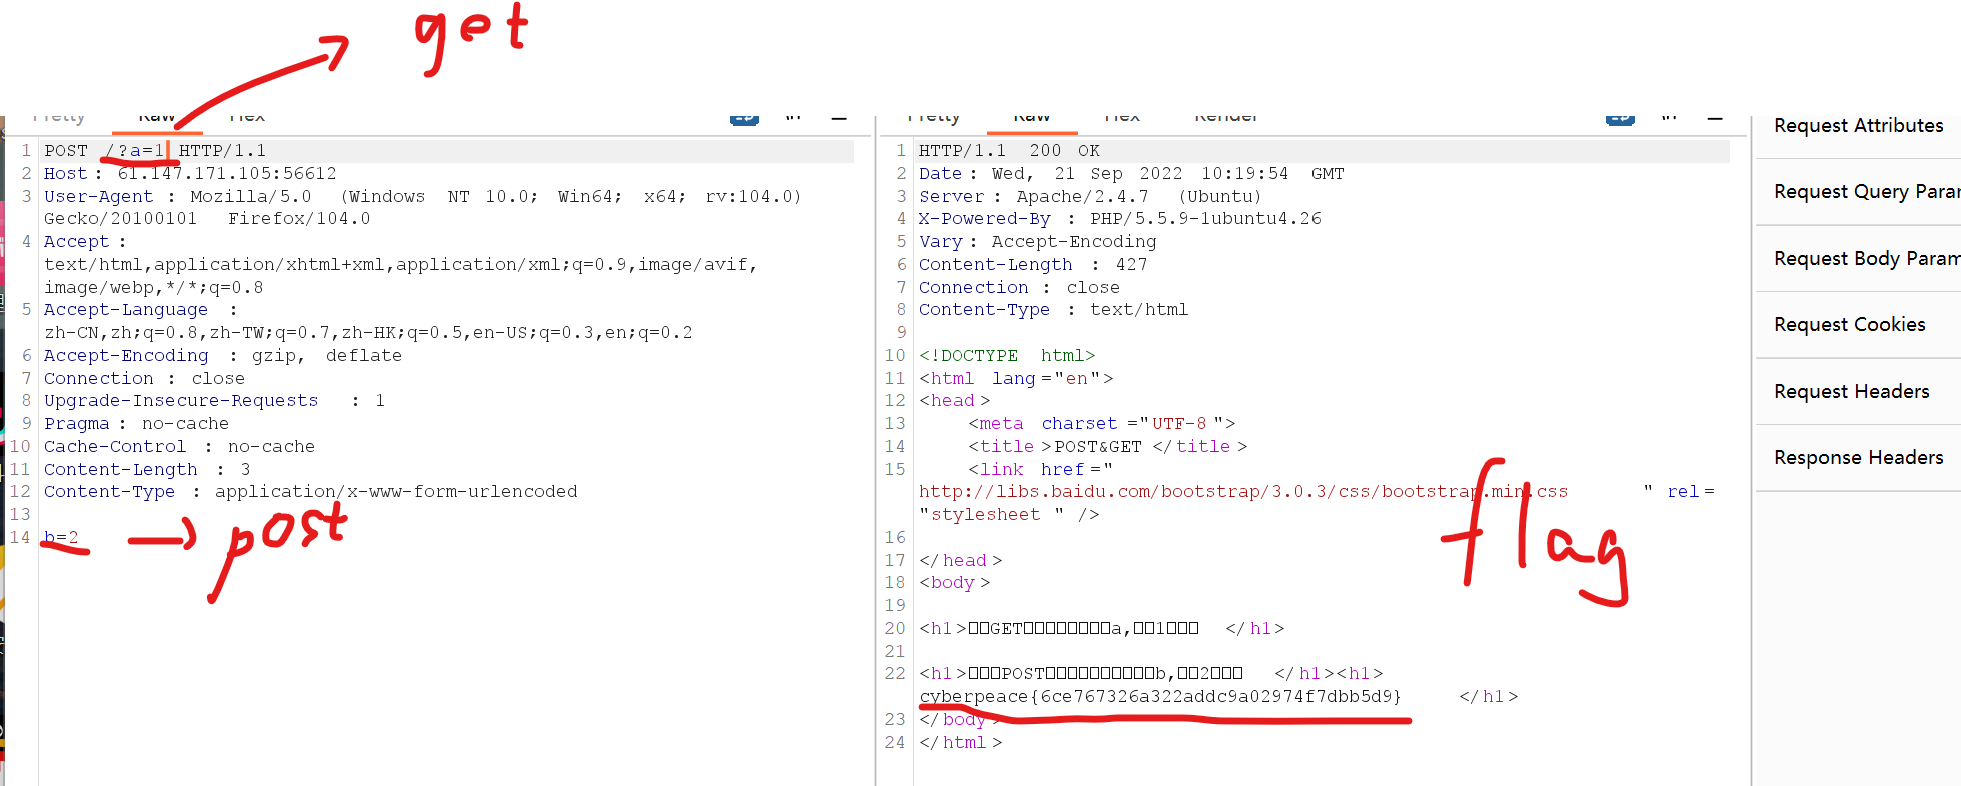 get
Pretty Raw Hex
1 POST /?a=1 HTTP/1.1
2 Host: 61.147.171.105:56612
3 User-Agent : Mozilla/5.0 (Windows NT 10.0; Win64; x64; rv:104.0)
Gecko/20100101 Firefox/104.0
4 Accept :
text/html,application/xhtml+xml,application/xml;q=0.9,image/avif,
image/webp,*/*;q=0.8
5 Accept-Language :
zh-CN,zh;q=0.8,zh-TW;q=0.7,zh-HK;q=0.5,en-US;q=0.3,en;q=0.2
6 Accept-Encoding : gzip, deflate
7 Connection : close
8 Upgrade-Insecure-Requests : 1
9 Pragma : no-cache
10 Cache-Control : no-cache
11 Content-Length : 3
12 Content-Type : application/x-www-form-urlencoded
13
14 b=2
post
Pretty Raw Hex Render
1 HTTP/1.1 200 OK
2 Date : Wed, 21 Sep 2022 10:19:54 GMT
3 Server : Apache/2.4.7 (Ubuntu)
4 X-Powered-By : PHP/5.5.9-1ubuntu4.26
5 Vary : Accept-Encoding
6 Content-Length : 427
7 Connection : close
8 Content-Type : text/html
9
10 <!DOCTYPE html>
11 <html lang ="en">
12 <head >
13 <meta charset ="UTF-8 ">
14 <title >POST&GET </title >
15 <link href ="
http://libs.baidu.com/bootstrap/3.0.3/css/bootstrap.min.css " rel =
"stylesheet " />
16
17 </head >
18 <body >
19
20 <h1>□□GET□□□□□□□□a,□□1□□□ </h1>
21
22 <h1>□□□POST□□□□□□□□□□b,□□2□□□ </h1><h1>
cyberpeace{6ce767326a322addc9a02974f7dbb5d9} </h1>
23 </body >
24 </html >
flag
Request Attributes
Request Query Para
Request Body Param
Request Cookies
Request Headers
Response Headers